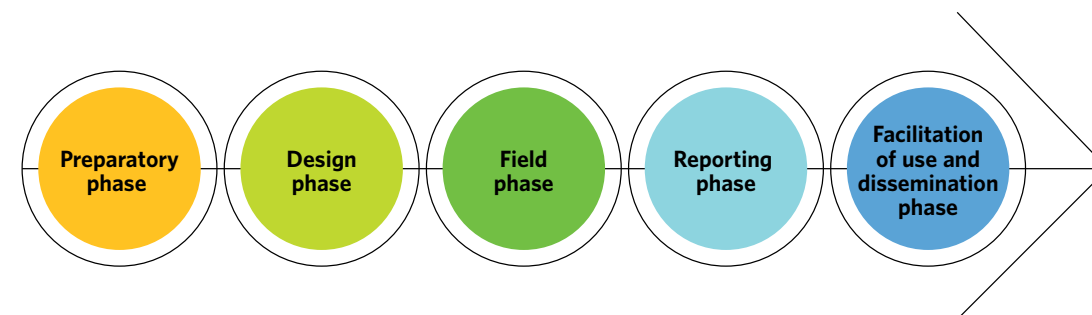 Preparatory
phase
Design
phase
Field
phase
Reporting
phase
Facilitation
of use and
dissemination
phase